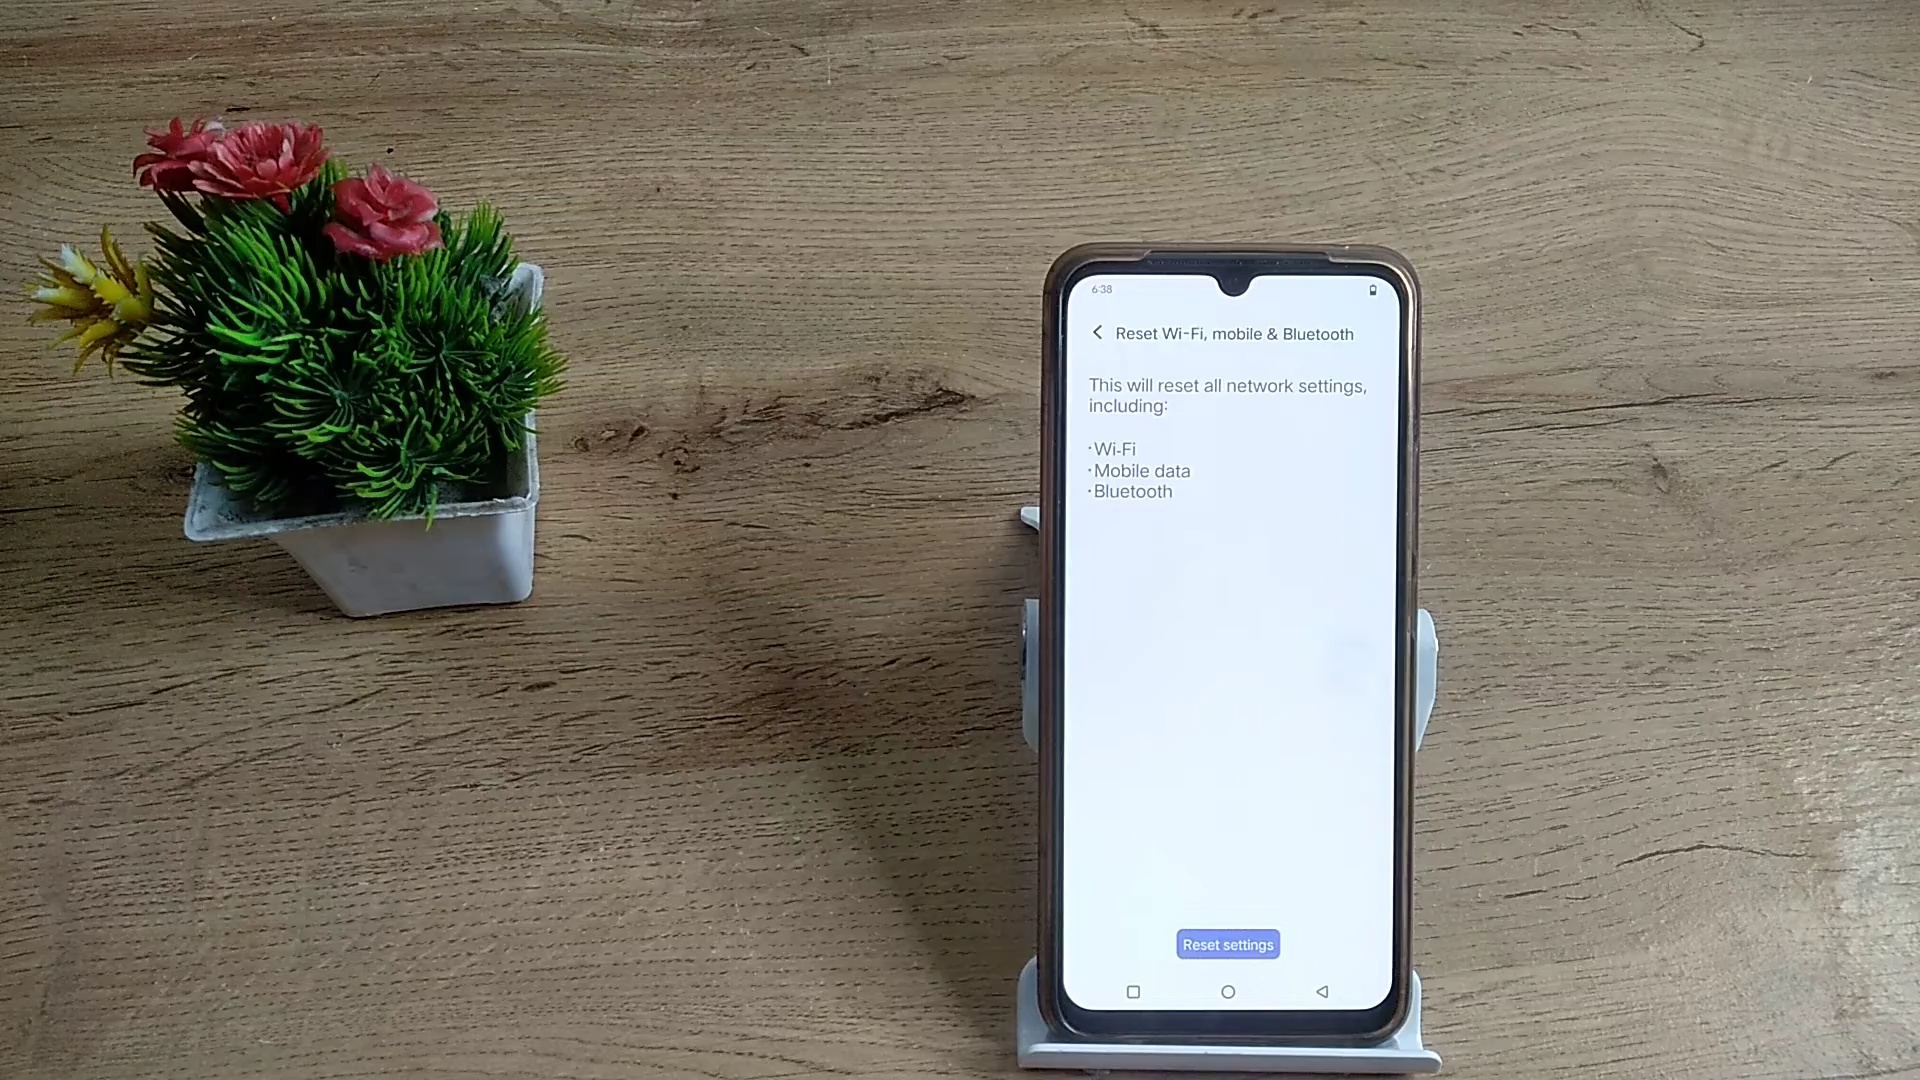 6:38
Reset Wi-Fi, mobile & Bluetooth
This will reset all network settings,
including:
·Wi-Fi
·Mobile data
·Bluetooth
Reset settings